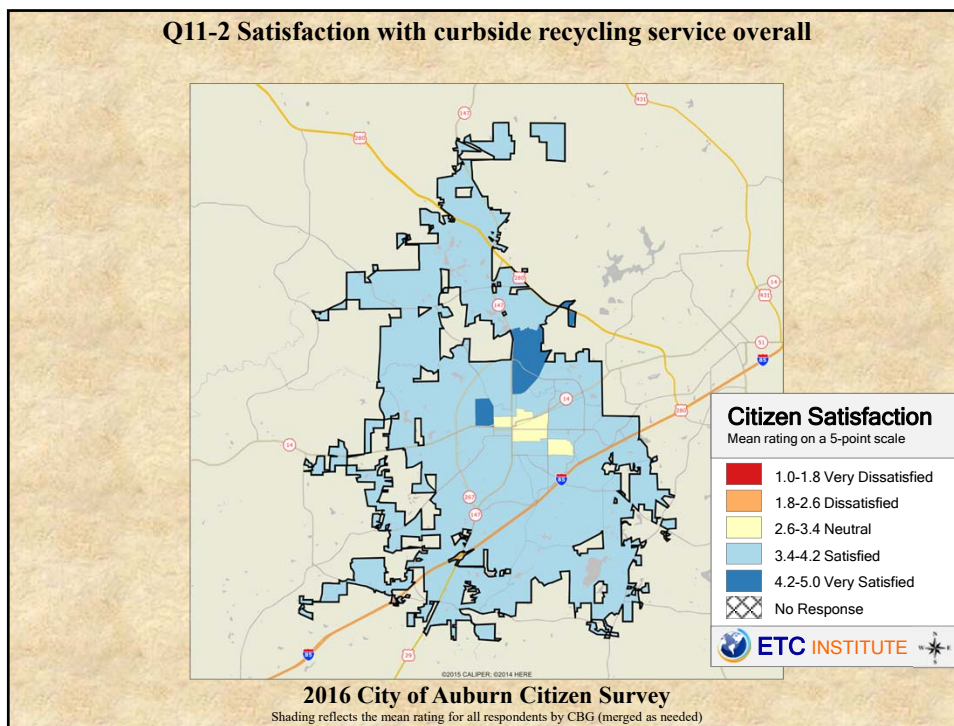 Q11-2 Satisfaction with curbside recycling service overall
431
147
280
280
14
431
147
51
85
14
280
14
85
267
147
85
29
Citizen Satisfaction
Mean rating on a 5-point scale
1.0-1.8 Very Dissatisfied
1.8-2.6 Dissatisfied
2.6-3.4 Neutral
3.4-4.2 Satisfied
4.2-5.0 Very Satisfied
No Response
ETC INSTITUTE
N
W
E
S
©2015 CALIPER; ©2014 HERE
2016 City of Auburn Citizen Survey
Shading reflects the mean rating for all respondents by CBG (merged as needed)